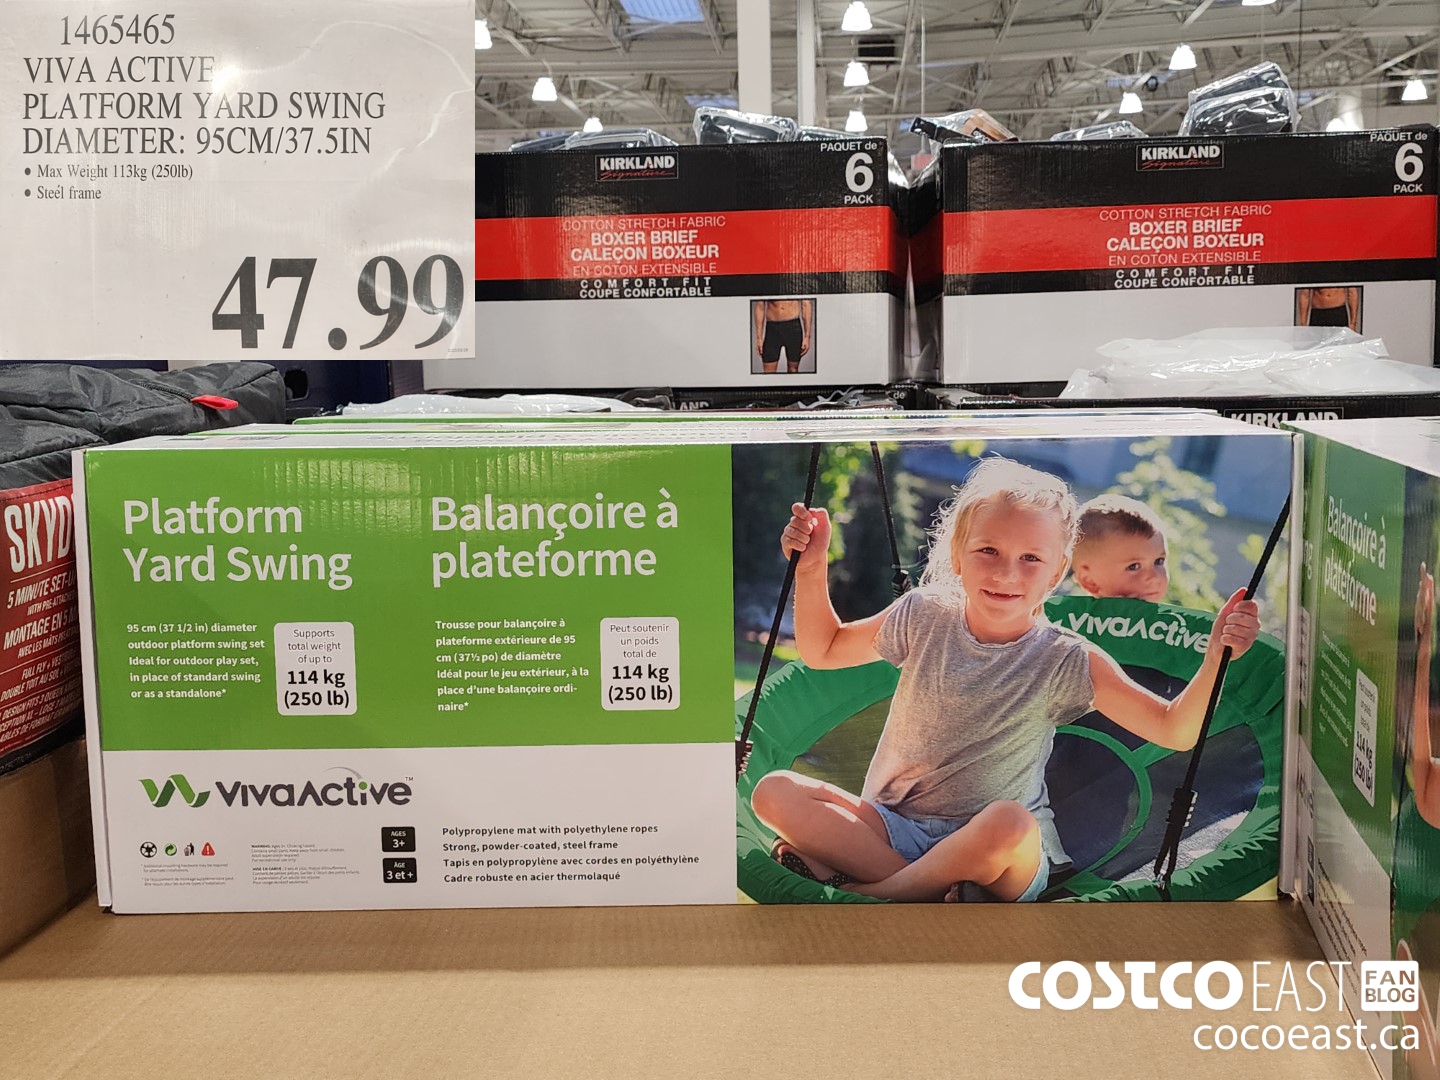 1465465
VIVA ACTIVE
PLATFORM YARD SWING
DIAMETER: 95CM/37.5IN
• Max Weight 113kg (250lb)
• Steel frame
47.99
KIRKLAND
Signature
PAQUET de
6
PACK
COTTON STRETCH FABRIC
BOXER BRIEF
CALEÇON BOXEUR
EN COTON EXTENSIBLE
COMFORT FIT
COUPE CONFORTABLE
KIRKLAND
Signature
PAQUET de
6
PACK
COTTON STRETCH FABRIC
BOXER BRIEF
CALEÇON BOXEUR
EN COTON EXTENSIBLE
COMFORT FIT
COUPE CONFORTABLE
KIRKLAND
SKYD
5 MINUTE SET-U
Platform
Yard Swing
Balançoire à
plateforme
95 cm (37 1/2 in) diameter
outdoor platform swing set
Ideal for outdoor play set,
in place of standard swing
or as a standalone*
Supports
total weight
of up to
114 kg
(250 lb)
Trousse pour balançoire à
plateforme extérieure de 95
cm (37½ po) de diamètre
Idéal pour le jeu extérieur, à la
place d'une balançoire ordi-
naire*
Peut soutenir
un poids
total de
114 kg
(250 lb)
vivaActive
VivaActive™
AGES
3+
ÂGE
3 et +
Polypropylene mat with polyethylene ropes
Strong, powder-coated, steel frame
Tapis en polypropylène avec cordes en polyéthylène
Cadre robuste en acier thermolaqué
Balançoire à
plateforme
114 kg
(250 lb)
COSTCO EAST FAN BLOG
cocoeast.ca